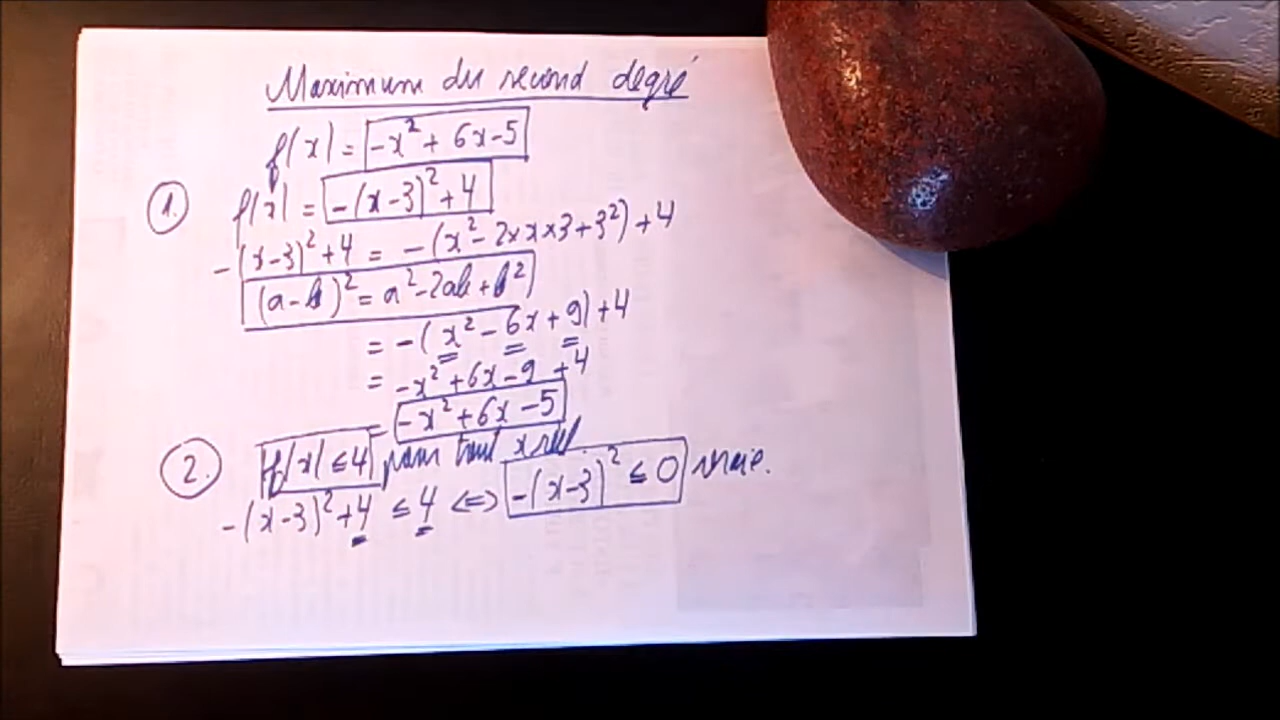 Maximum du second degré
f(x) = -x² + 6x - 5
1. f(x) = -(x-3)² + 4
-(x-3)² + 4 = -(x² - 2×x×3 + 3²) + 4
(a-b)² = a² - 2ab + b²
= -(x² - 6x + 9) + 4
= -x² + 6x - 9 + 4
= -x² + 6x - 5
2. f(x) ≤ 4 pour tout x réel.
-(x-3)² + 4 ≤ 4 <=> -(x-3)² ≤ 0 vraie.